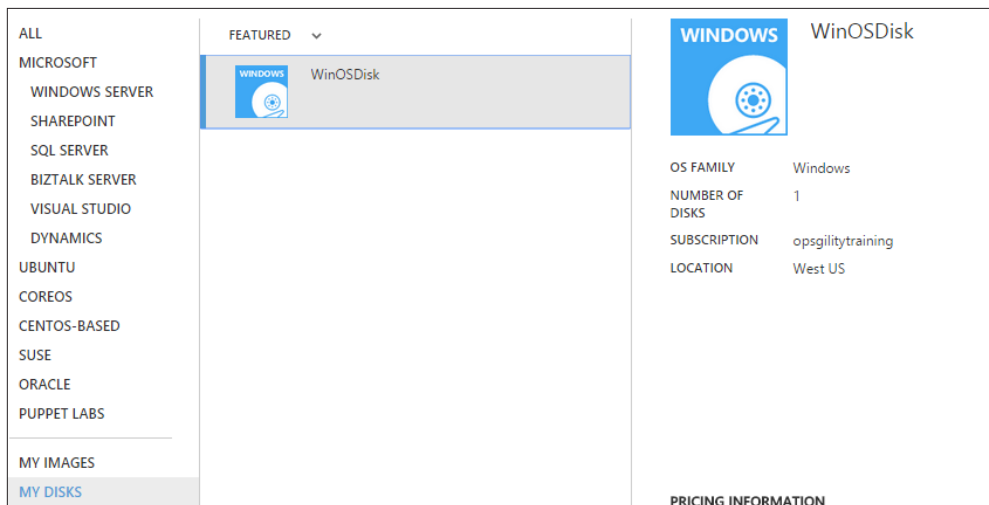 ALL
MICROSOFT
WINDOWS SERVER
SHAREPOINT
SQL SERVER
BIZTALK SERVER
VISUAL STUDIO
DYNAMICS
UBUNTU
COREOS
CENTOS-BASED
SUSE
ORACLE
PUPPET LABS
MY IMAGES
MY DISKS
FEATURED
WINDOWS
WinOSDisk
WINDOWS
WinOSDisk
OS FAMILY Windows
NUMBER OF 1
DISKS
SUBSCRIPTION opsgilitytraining
LOCATION West US
PRICING INFORMATION